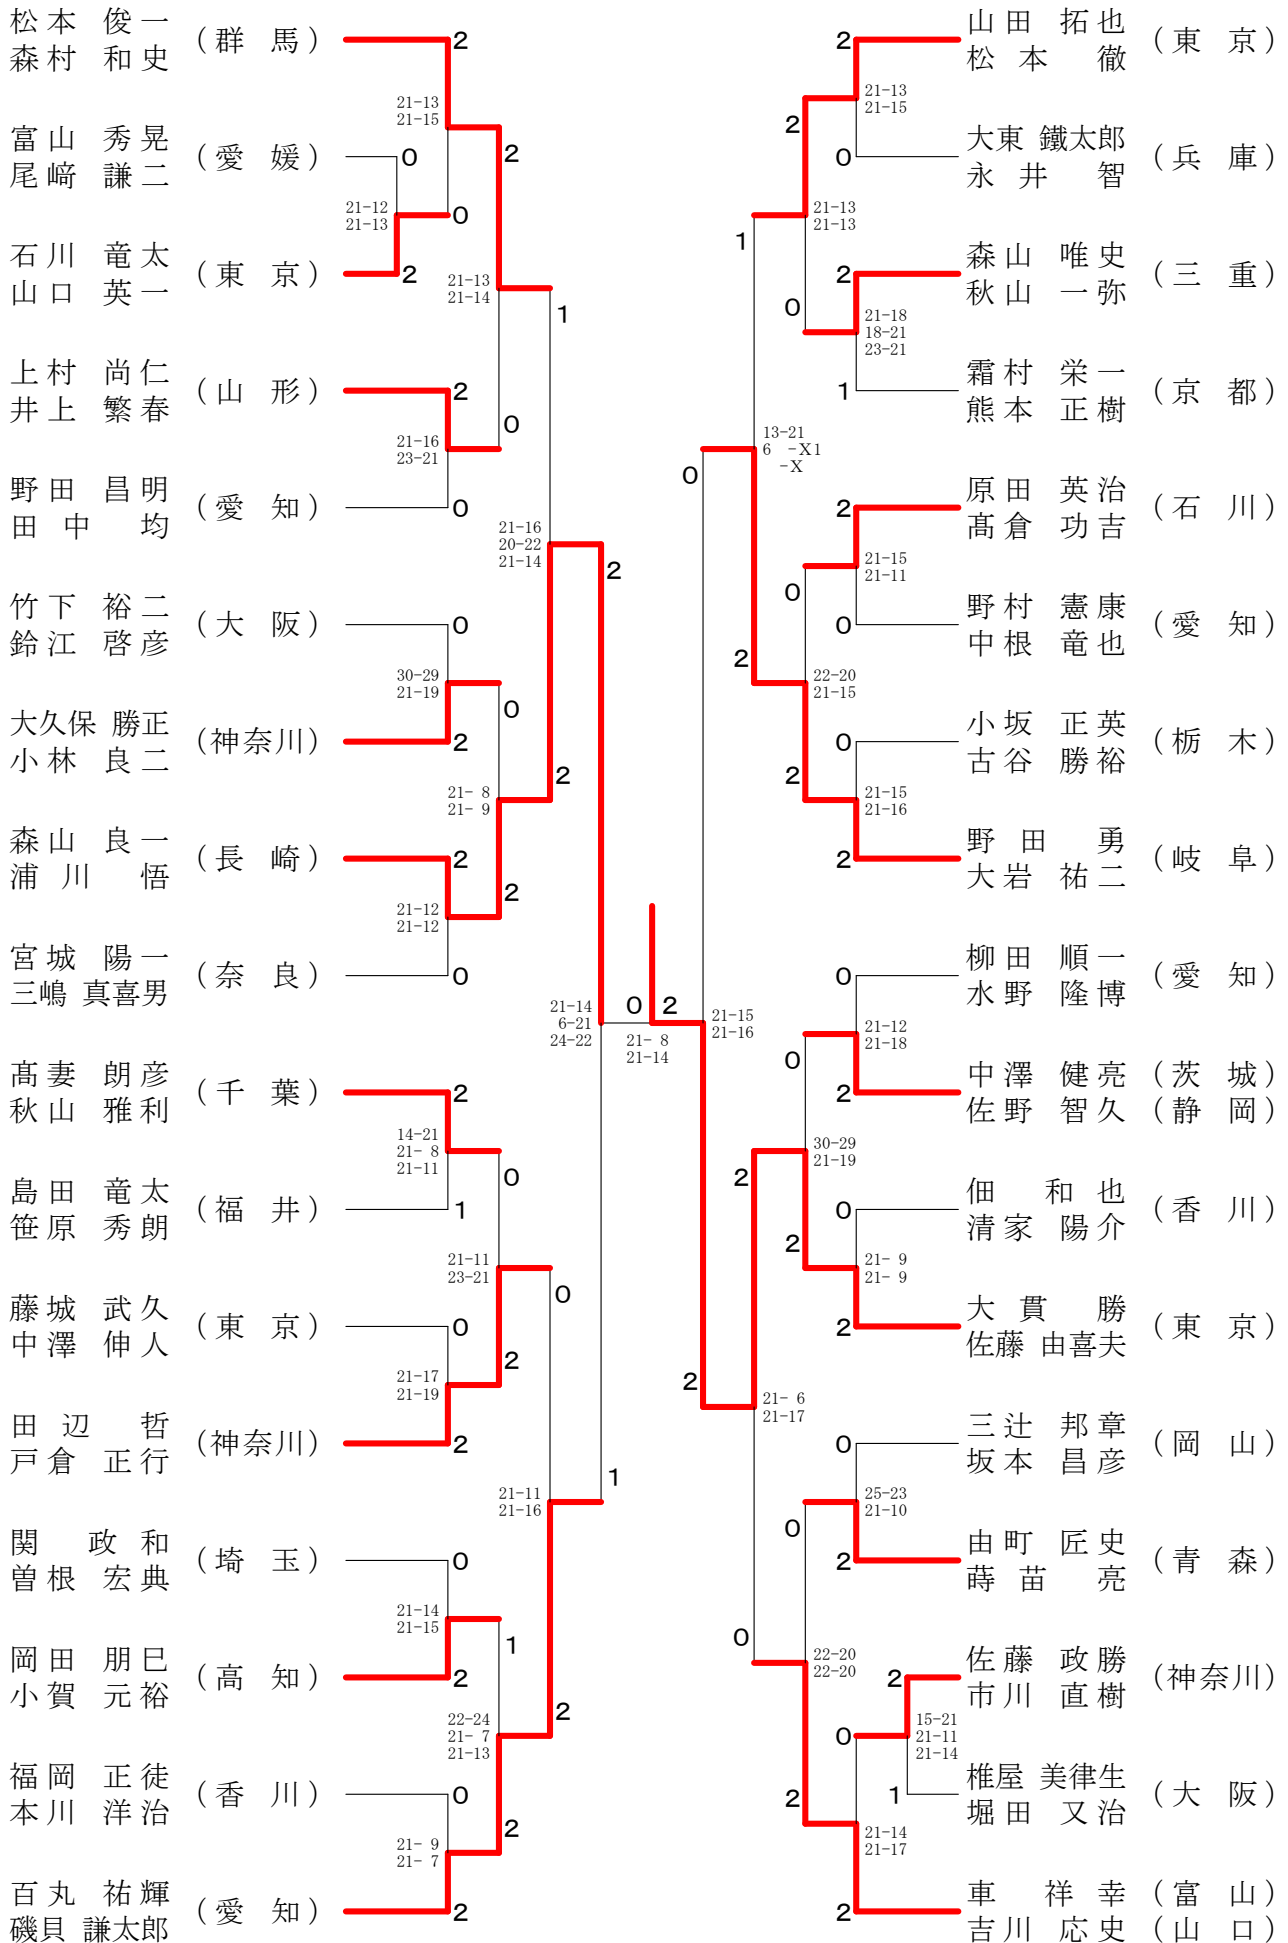 松本 俊一
森村 和史
(群 馬)
2
21-13
21-15
富山 秀晃
尾﨑 謙二
(愛 媛)
0
2
21-12
21-13
0
石川 竜太
山口 英一
(東 京)
2
21-13
21-14
1
上村 尚仁
井上 繁春
(山 形)
2
0
21-16
23-21
野田 昌明
田中 均
(愛 知)
0
21-16
20-22
21-14
2
竹下 裕二
鈴江 啓彦
(大 阪)
0
30-29
21-19
0
大久保 勝正
小林 良二
(神奈川)
2
2
21- 8
21- 9
森山 良一
浦川 悟
(長 崎)
2
2
21-12
21-12
宮城 陽一
三嶋 真喜男
(奈 良)
0
21-14
6-21
24-22
0
2
21- 8
21-14
髙妻 朗彦
秋山 雅利
(千 葉)
2
14-21
21- 8
21-11
0
島田 竜太
笹原 秀朗
(福 井)
1
21-11
23-21
0
藤城 武久
中澤 伸人
(東 京)
0
2
21-17
21-19
田辺 哲
戸倉 正行
(神奈川)
2
1
21-11
21-16
関 政和
曽根 宏典
(埼 玉)
0
21-14
21-15
1
岡田 朋巳
小賀 元裕
(高 知)
2
2
22-24
21- 7
21-13
福岡 正徒
本川 洋治
(香 川)
0
2
21- 9
21- 7
百丸 祐輝
磯貝 謙太郎
(愛 知)
2
2
山田 拓也
松本 徹
(東 京)
21-13
21-15
2
0
大東 鐵太郎
永井 智
(兵 庫)
21-13
21-13
1
2
森山 唯史
秋山 一弥
(三 重)
0
21-18
18-21
23-21
1
霜村 栄一
熊本 正樹
(京 都)
13-21
6 -X1
-X
0
2
原田 英治
髙倉 功吉
(石 川)
21-15
21-11
0
0
野村 憲康
中根 竜也
(愛 知)
2
22-20
21-15
0
小坂 正英
古谷 勝裕
(栃 木)
2
21-15
21-16
2
野田 勇
大岩 祐二
(岐 阜)
0
柳田 順一
水野 隆博
(愛 知)
21-15
21-16
21-12
21-18
0
2
中澤 健亮
佐野 智久
(茨 城)
(静 岡)
30-29
21-19
2
0
佃 和也
清家 陽介
(香 川)
2
21- 9
21- 9
2
大貫 勝
佐藤 由喜夫
(東 京)
2
21- 6
21-17
0
三辻 邦章
坂本 昌彦
(岡 山)
25-23
21-10
0
2
由町 匠史
蒔苗 亮
(青 森)
0
22-20
22-20
2
佐藤 政勝
市川 直樹
(神奈川)
0
15-21
21-11
21-14
2
1
椎屋 美律生
堀田 又治
(大 阪)
21-14
21-17
2
車 祥幸
吉川 応史
(富 山)
(山 口)